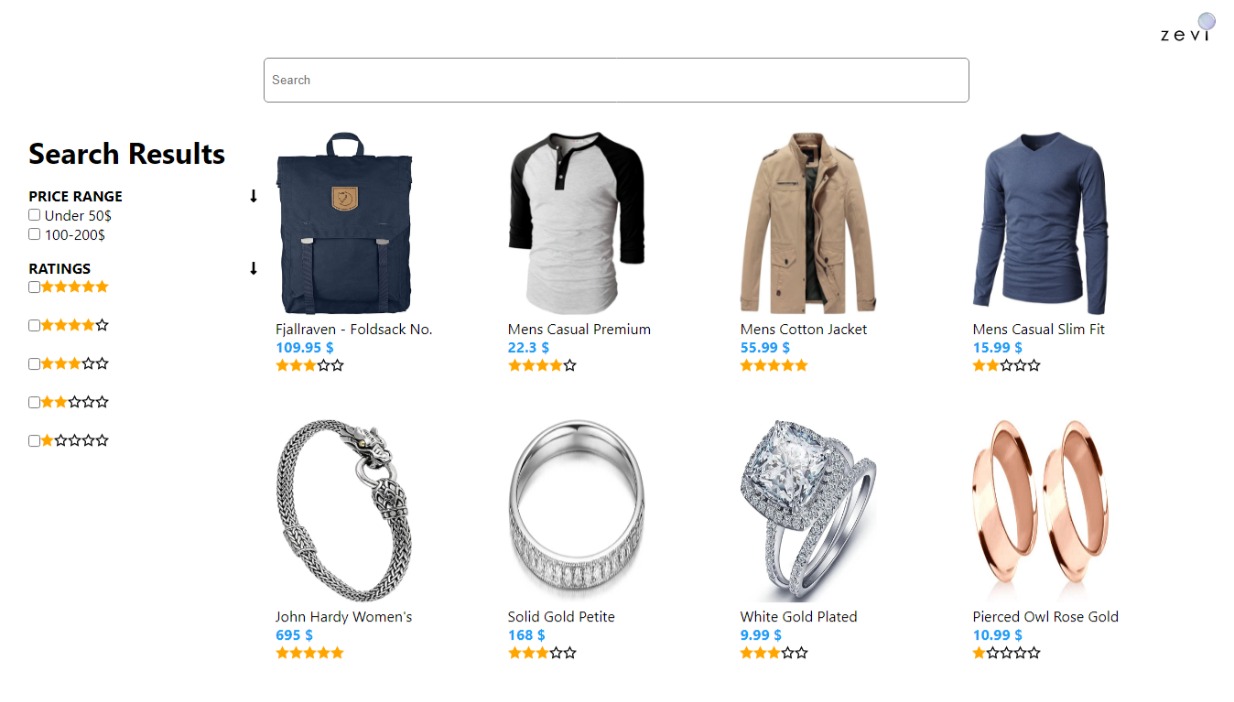 zevi
Search
Search Results
PRICE RANGE
Under 50$
100-200$
RATINGS
Fjallraven - Foldsack No.
109.95 $
Mens Casual Premium
22.3 $
Mens Cotton Jacket
55.99 $
Mens Casual Slim Fit
15.99 $
John Hardy Women's
695 $
Solid Gold Petite
168 $
White Gold Plated
9.99 $
Pierced Owl Rose Gold
10.99 $